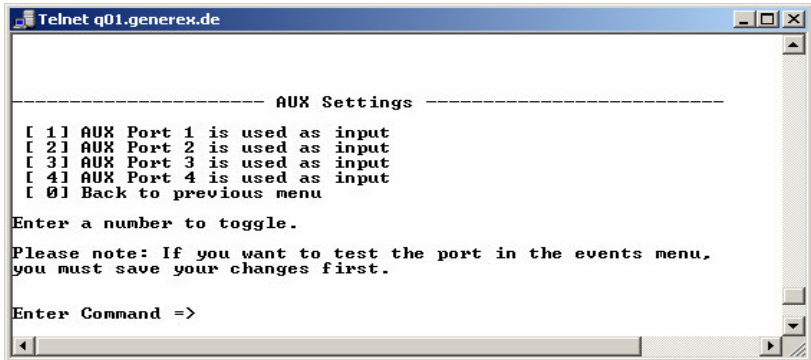 Telnet q01.generex.de
---------------------- AUX Settings --------------------------
[ 1] AUX Port 1 is used as input
[ 2] AUX Port 2 is used as input
[ 3] AUX Port 3 is used as input
[ 4] AUX Port 4 is used as input
[ 0] Back to previous menu
Enter a number to toggle.
Please note: If you want to test the port in the events menu,
you must save your changes first.
Enter Command =>